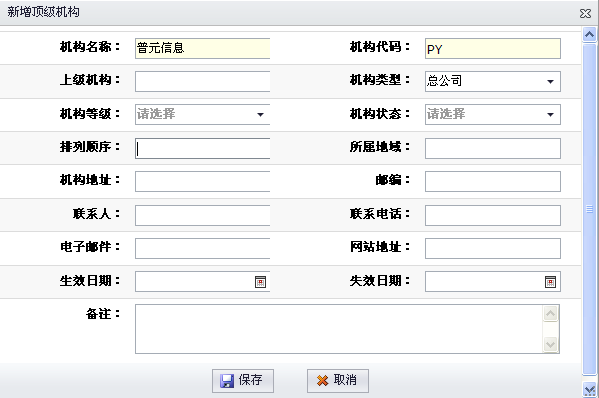 新增顶级机构
机构名称： 普元信息 机构代码： PY
上级机构： 机构类型： 总公司
机构等级： 请选择 机构状态： 请选择
排列顺序： 所属地域：
机构地址： 邮编：
联系人： 联系电话：
电子邮件： 网站地址：
生效日期： 失效日期：
备注：
保存 取消